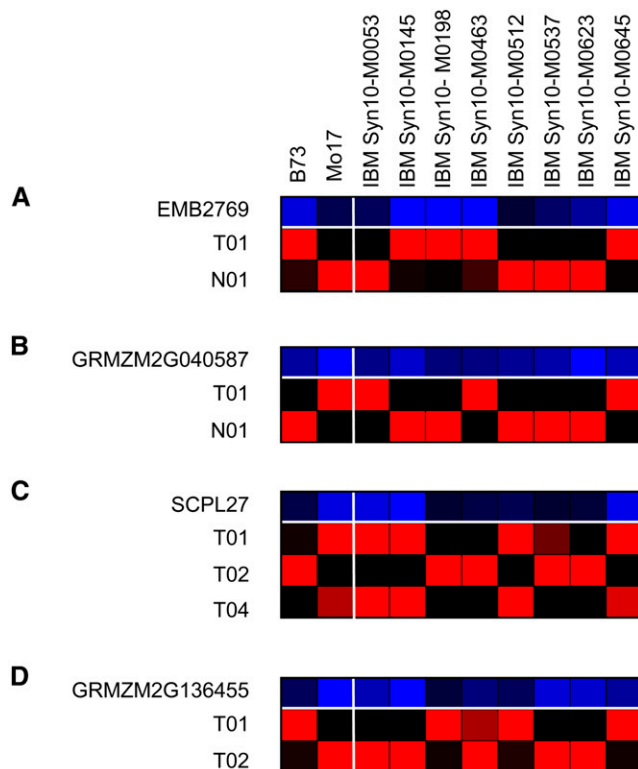 B73
Mo17
IBM Syn10-M0053
IBM Syn10-M0145
IBM Syn10- M0198
IBM Syn10-M0463
IBM Syn10-M0512
IBM Syn10-M0537
IBM Syn10-M0623
IBM Syn10-M0645
A
EMB2769
T01
N01
B
GRMZM2G040587
T01
N01
C
SCPL27
T01
T02
T04
D
GRMZM2G136455
T01
T02